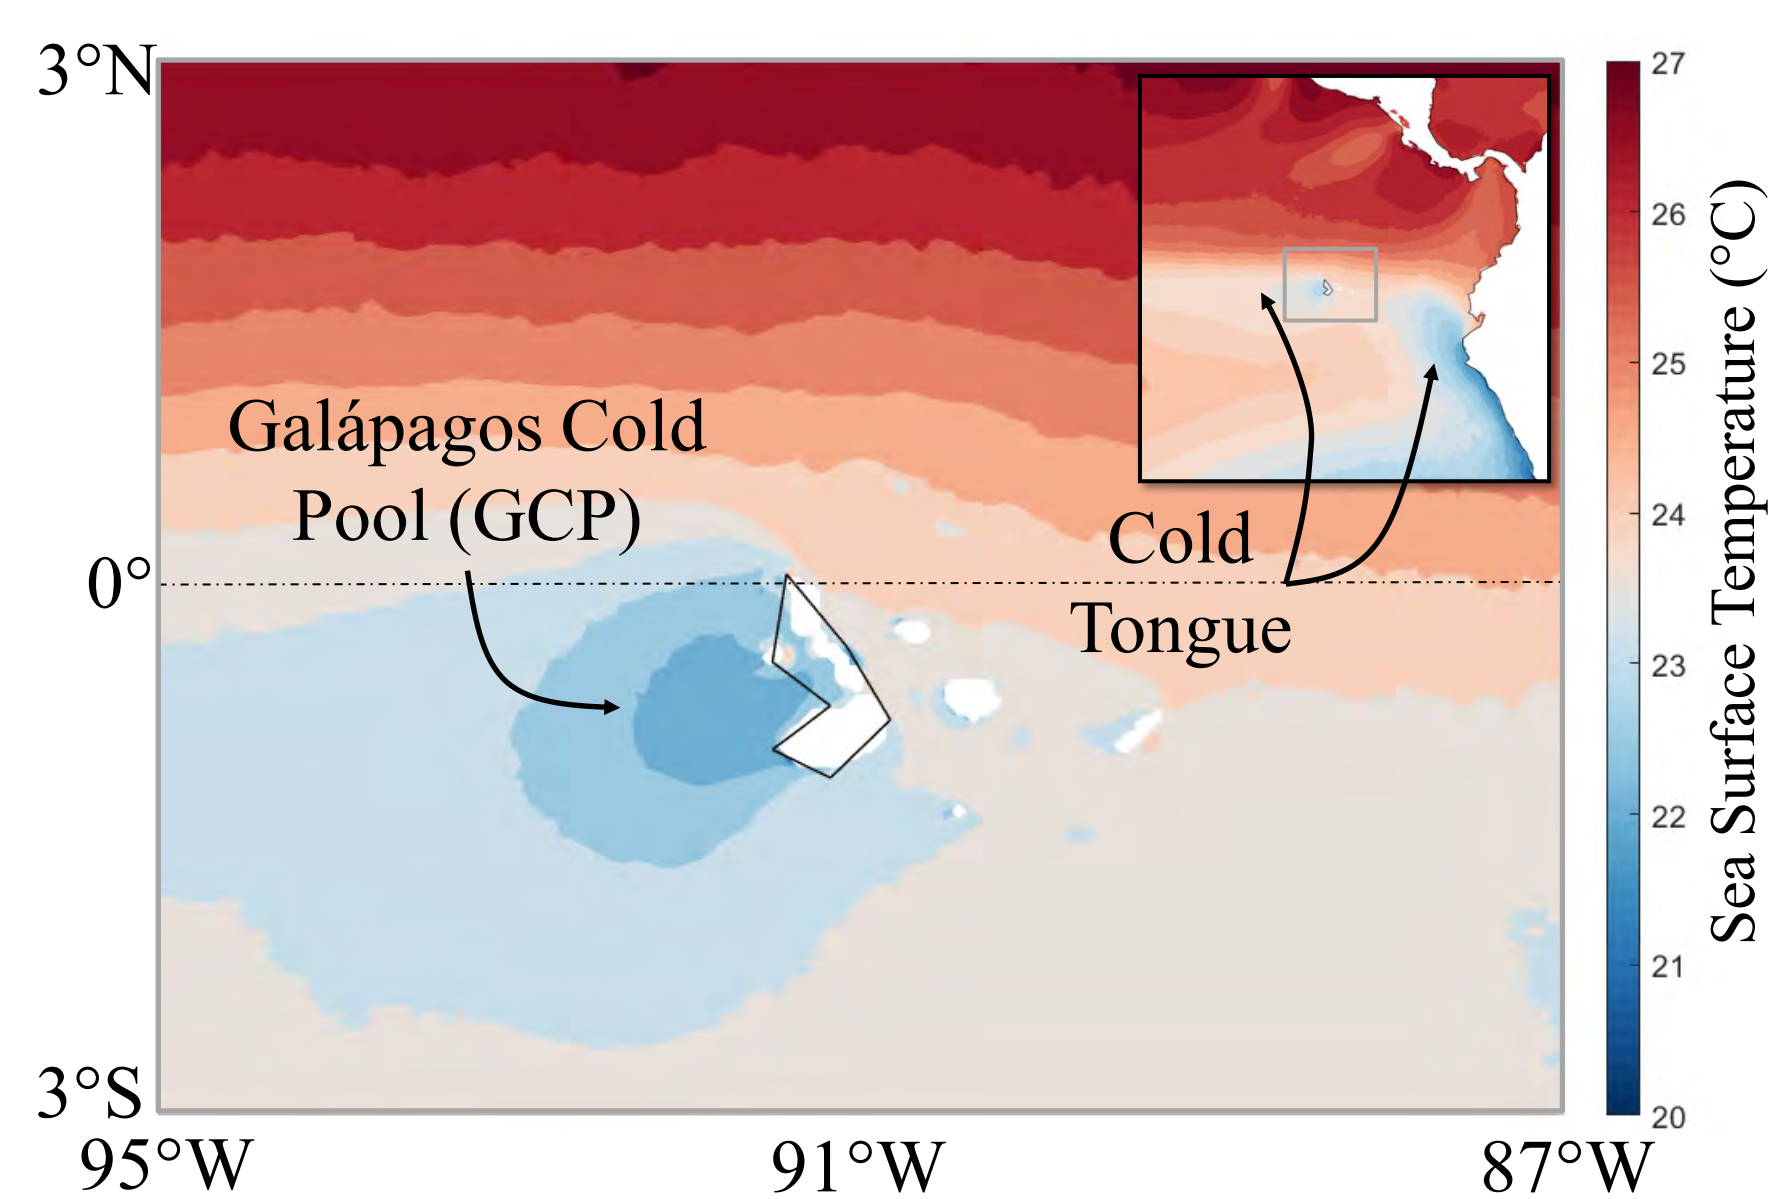 3°N
0°
3°S
95°W
91°W
87°W
Galápagos Cold
Pool (GCP)
Cold
Tongue
27
26
25
24
23
22
21
20
Sea Surface Temperature (°C)